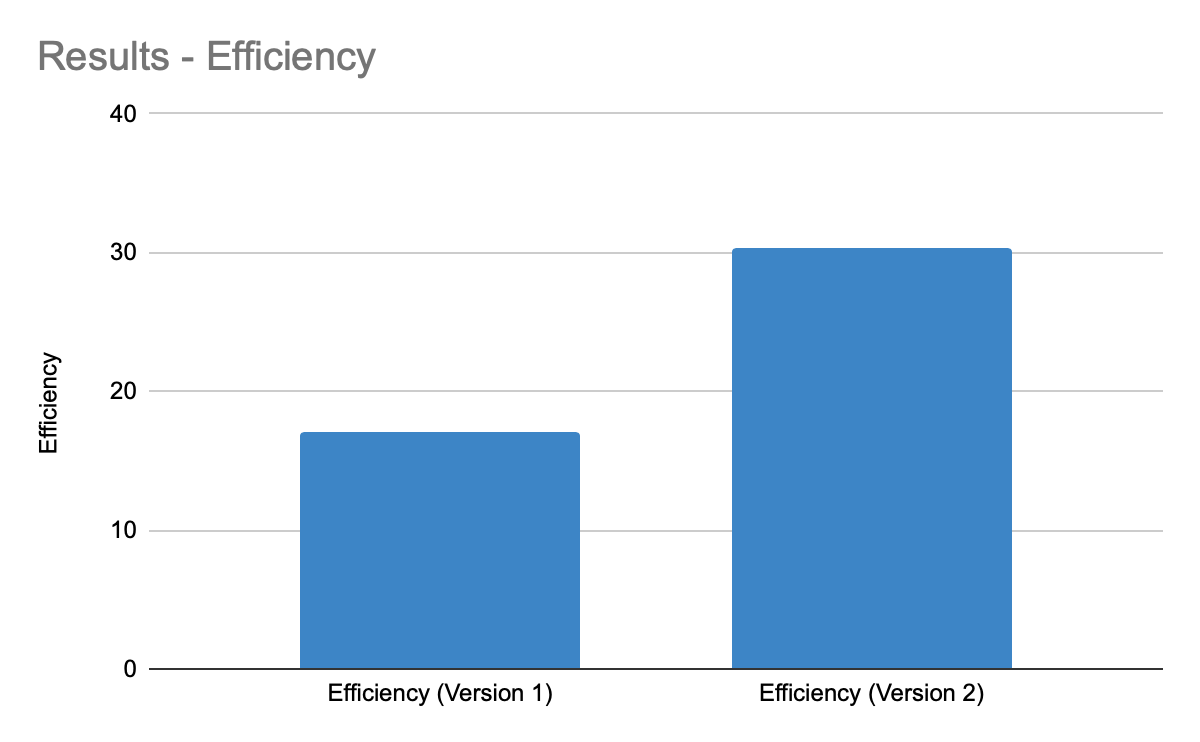 Results - Efficiency
40
30
20
10
0
Efficiency
Efficiency (Version 1)
Efficiency (Version 2)